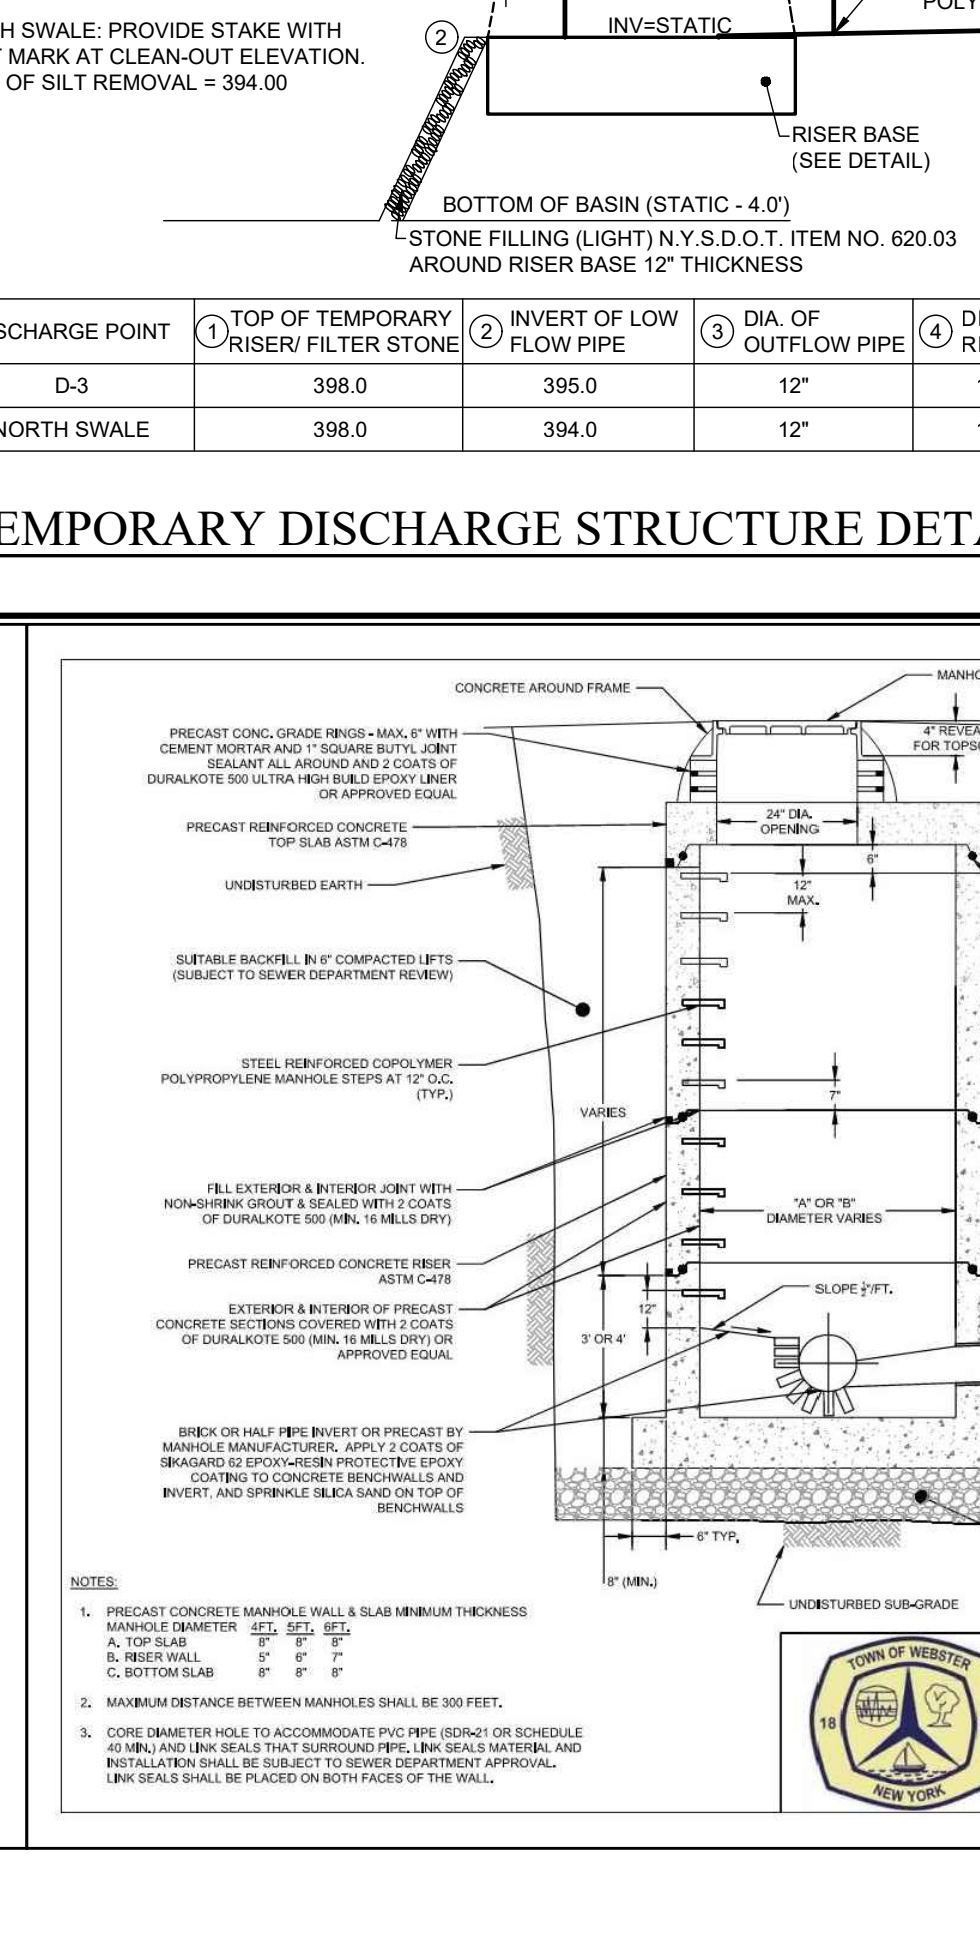 H SWALE: PROVIDE STAKE WITH
MARK AT CLEAN-OUT ELEVATION.
OF SILT REMOVAL = 394.00
2
INV=STATIC
POLY
RISER BASE
(SEE DETAIL)
BOTTOM OF BASIN (STATIC - 4.0')
STONE FILLING (LIGHT) N.Y.S.D.O.T. ITEM NO. 620.03
AROUND RISER BASE 12" THICKNESS
SCHARGE POINT
1 TOP OF TEMPORARY
RISER/ FILTER STONE
2 INVERT OF LOW
FLOW PIPE
3 DIA. OF
OUTFLOW PIPE
4
D-3 398.0 395.0 12"
NORTH SWALE 398.0 394.0 12"
EMPORARY DISCHARGE STRUCTURE DETA
CONCRETE AROUND FRAME
MANHO
PRECAST CONC. GRADE RINGS - MAX. 6" WITH
CEMENT MORTAR AND 1" SQUARE BUTYL JOINT
SEALANT ALL AROUND AND 2 COATS OF
DURALKOTE 500 ULTRA HIGH BUILD EPOXY LINER
OR APPROVED EQUAL
4" REVEA
FOR TOPSO
PRECAST REINFORCED CONCRETE
TOP SLAB ASTM C-478
24" DIA.
OPENING
6"
UNDISTURBED EARTH
12"
MAX.
SUITABLE BACKFILL IN 6" COMPACTED LIFTS
(SUBJECT TO SEWER DEPARTMENT REVIEW)
STEEL REINFORCED COPOLYMER
POLYPROPYLENE MANHOLE STEPS AT 12" O.C.
(TYP.)
7"
VARIES
FILL EXTERIOR & INTERIOR JOINT WITH
NON-SHRINK GROUT & SEALED WITH 2 COATS
OF DURALKOTE 500 (MIN. 16 MILLS DRY)
"A" OR "B"
DIAMETER VARIES
PRECAST REINFORCED CONCRETE RISER
ASTM C-478
SLOPE ½"/FT.
EXTERIOR & INTERIOR OF PRECAST
CONCRETE SECTIONS COVERED WITH 2 COATS
OF DURALKOTE 500 (MIN. 16 MILLS DRY) OR
APPROVED EQUAL
12"
3' OR 4'
BRICK OR HALF PIPE INVERT OR PRECAST BY
MANHOLE MANUFACTURER. APPLY 2 COATS OF
SIKAGARD 62 EPOXY-RESIN PROTECTIVE EPOXY
COATING TO CONCRETE BENCHWALLS AND
INVERT, AND SPRINKLE SILICA SAND ON TOP OF
BENCHWALLS
6" TYP.
8" (MIN.)
UNDISTURBED SUB-GRADE
NOTES:
1. PRECAST CONCRETE MANHOLE WALL & SLAB MINIMUM THICKNESS
MANHOLE DIAMETER 4FT. 5FT. 6FT.
A. TOP SLAB 8" 8" 8"
B. RISER WALL 5" 6" 7"
C. BOTTOM SLAB 8" 8" 8"
2. MAXIMUM DISTANCE BETWEEN MANHOLES SHALL BE 300 FEET.
3. CORE DIAMETER HOLE TO ACCOMMODATE PVC PIPE (SDR-21 OR SCHEDULE
40 MIN.) AND LINK SEALS THAT SURROUND PIPE. LINK SEALS MATERIAL AND
INSTALLATION SHALL BE SUBJECT TO SEWER DEPARTMENT APPROVAL.
LINK SEALS SHALL BE PLACED ON BOTH FACES OF THE WALL.
TOWN OF WEBSTER
18
NEW YORK